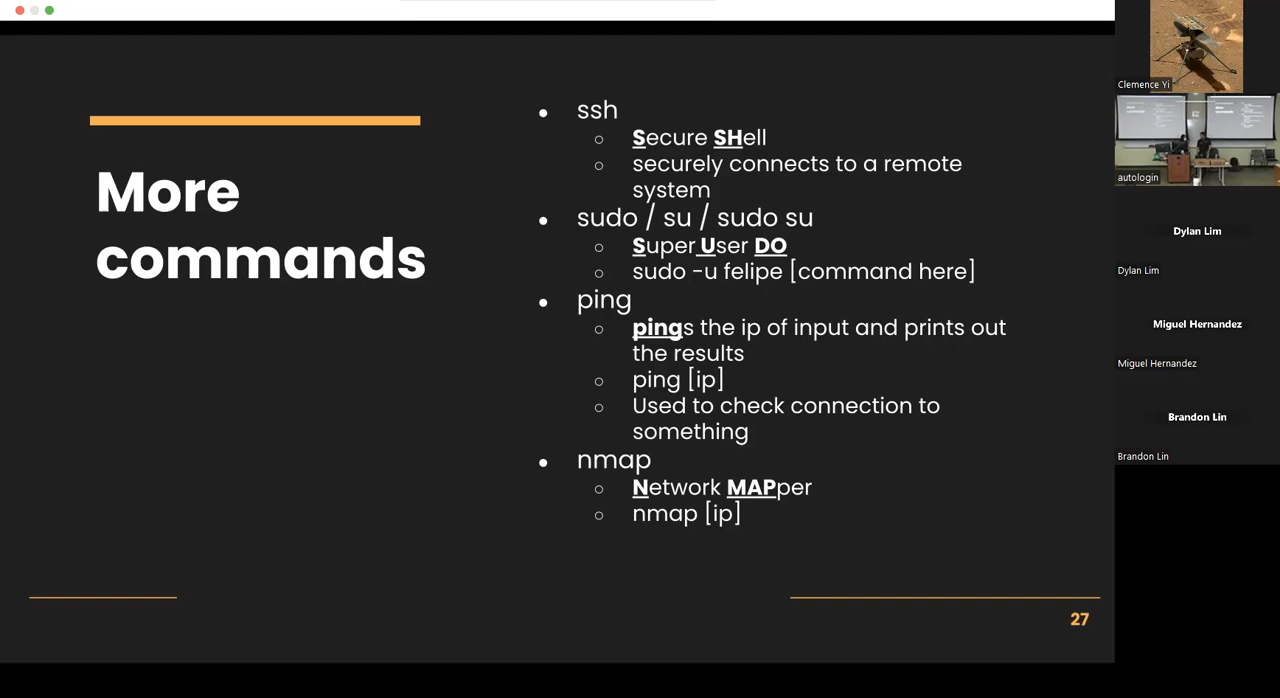 More
commands
ssh
Secure SHell
securely connects to a remote
system
sudo / su / sudo su
Super User DO
sudo -u felipe [command here]
ping
pings the ip of input and prints out
the results
ping [ip]
Used to check connection to
something
nmap
Network MAPper
nmap [ip]
27
Clemence Yi
autologin
Dylan Lim
Dylan Lim
Miguel Hernandez
Miguel Hernandez
Brandon Lin
Brandon Lin